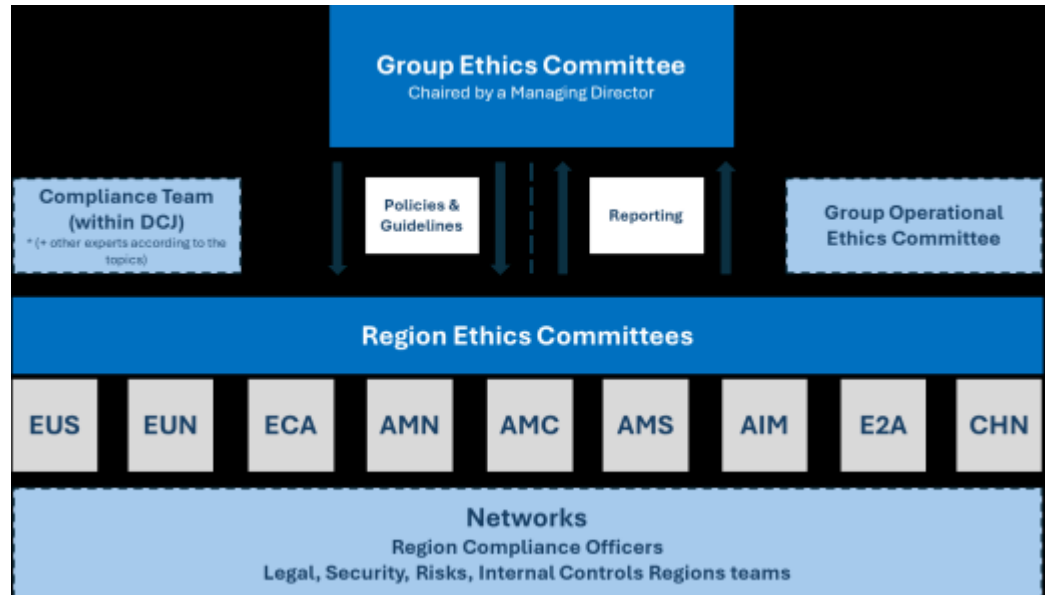 Group Ethics Committee
Chaired by a Managing Director
Compliance Team
(within DCJ)
* (+ other experts according to the
topics)
Policies &
Guidelines
Reporting
Group Operational
Ethics Committee
Region Ethics Committees
EUS
EUN
ECA
AMN
AMC
AMS
AIM
E2A
CHN
Networks
Region Compliance Officers
Legal, Security, Risks, Internal Controls Regions teams